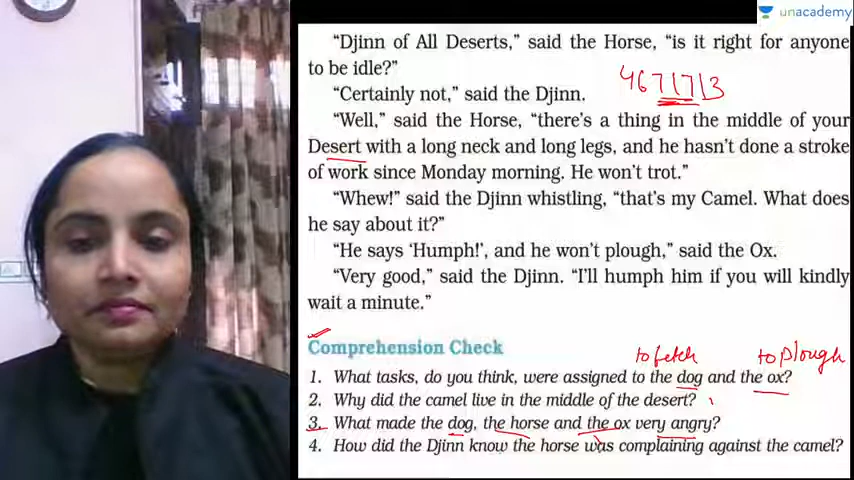 unacademy
"Djinn of All Deserts," said the Horse, "is it right for anyone
to be idle?"
4671713
"Certainly not," said the Djinn.
"Well," said the Horse, "there's a thing in the middle of your
Desert with a long neck and long legs, and he hasn't done a stroke
of work since Monday morning. He won't trot."
"Whew!" said the Djinn whistling, "that's my Camel. What does
he say about it?"
"He says 'Humph!', and he won't plough," said the Ox.
"Very good," said the Djinn. "I'll humph him if you will kindly
wait a minute."
Comprehension Check
to fetch to plough
1. What tasks, do you think, were assigned to the dog and the ox?
2. Why did the camel live in the middle of the desert?
3. What made the dog, the horse and the ox very angry?
4. How did the Djinn know the horse was complaining against the camel?